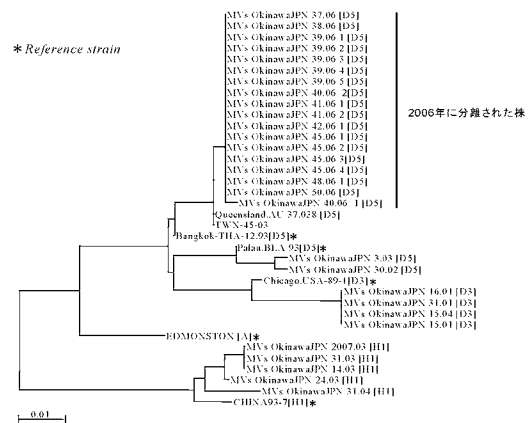 MVs OkinawaJPN 37.06 [D5]
MVs OkinawaJPN 38.06 [D5]
MVs OkinawaJPN 39.06 1 [D5]
* Reference strain
MVs OkinawaJPN 39.06 2 [D5]
MVs OkinawaJPN 39.06 3 [D5]
MVs OkinawaJPN 39.06 4 [D5]
MVs OkinawaJPN 39.06 5 [D5]
MVs OkinawaJPN 40.06 2[D5]
MVs OkinawaJPN 41.06 1 [D5]
MVs OkinawaJPN 41.06 2 [D5]
2006年に分離された株
MVs OkinawaJPN 42.06 1 [D5]
MVs OkinawaJPN 45.06 1 [D5]
MVs OkinawaJPN 45.06 2 [D5]
MVs OkinawaJPN 45.06 3[D5]
MVs OkinawaJPN 45.06 4 [D5]
MVs OkinawaJPN 48.06 1 [D5]
MVs OkinawaJPN 50.06 [D5]
MVs OkinawaJPN 40.06 1 [D5]
Queensland.AU 37.03 [D5]
TWN-45-03
Bangkok-THA-12.93[D5]*
Palau.BLA 93[D5]*
MVs OkinawaJPN 3.03 [D5]
MVs OkinawaJPN 30.02 [D5]
Chicago.USA-89-1[D3]*
MVs OkinawaJPN 16.01 [D3]
MVs OkinawaJPN 31.01 [D3]
MVs OkinawaJPN 15.04 [D3]
MVs OkinawaJPN 15.01 [D3]
EDMONSTON [A]*
MVs OkinawaJPN 2007.03 [H1]
MVs OkinawaJPN 31.03 [H1]
MVs OkinawaJPN 14.03 [H1]
MVs OkinawaJPN 24.03 [H1]
MVs OkinawaJPN 31.04 [H1]
CHINA93-7[H1]*
0.01